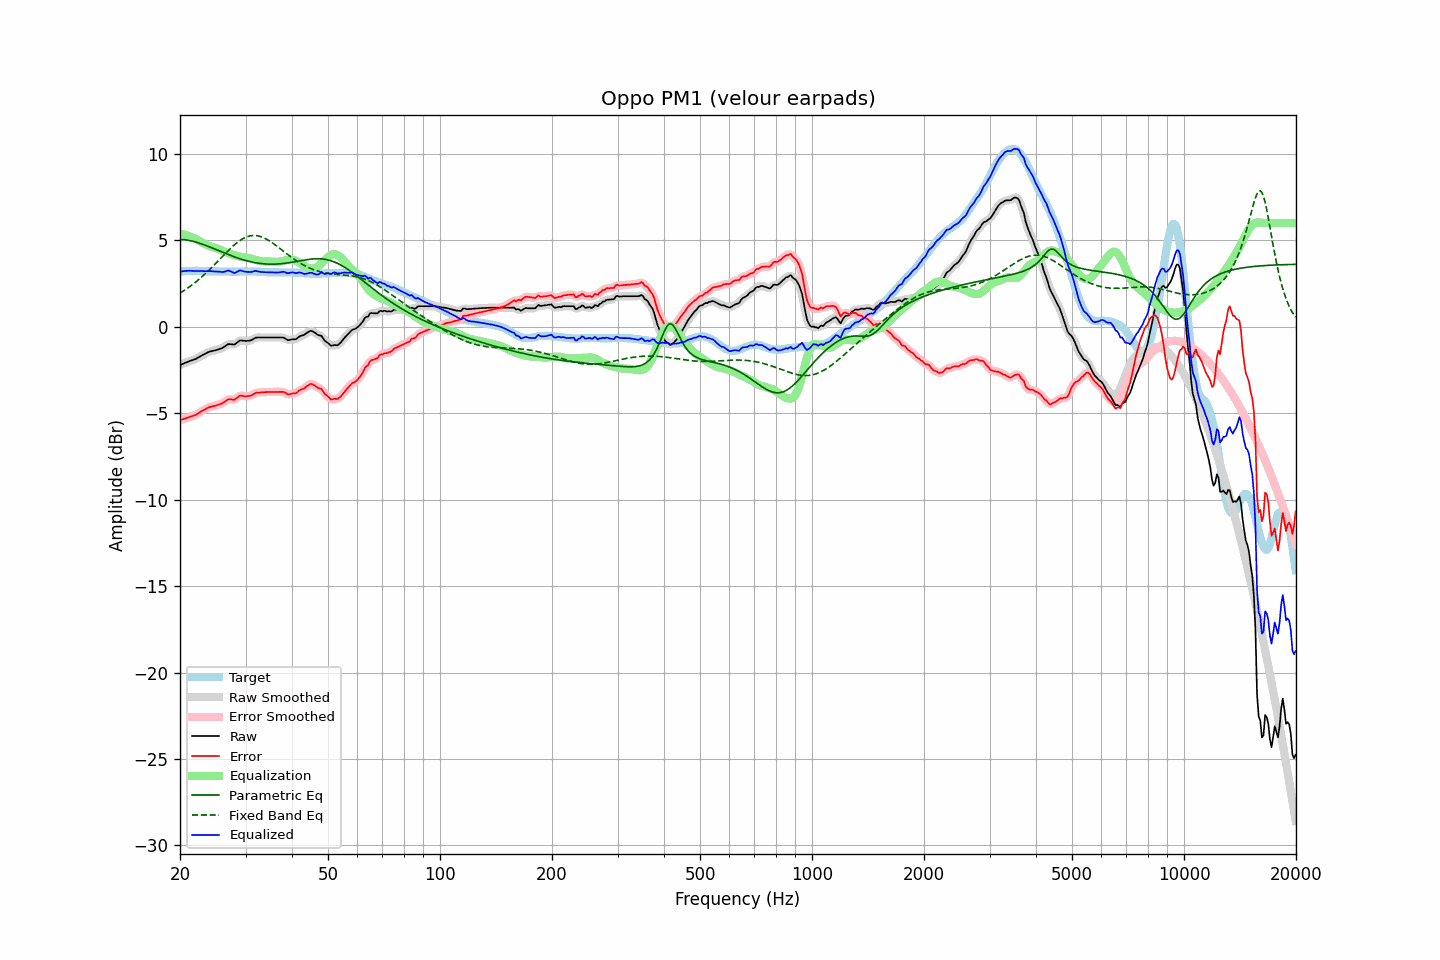 Oppo PM1 (velour earpads)
Amplitude (dBr)
10
5
0
−5
−10
−15
−20
−25
−30
Target
Raw Smoothed
Error Smoothed
Raw
Error
Equalization
Parametric Eq
Fixed Band Eq
Equalized
20 50 100 200 500 1000 2000 5000 10000 20000
Frequency (Hz)